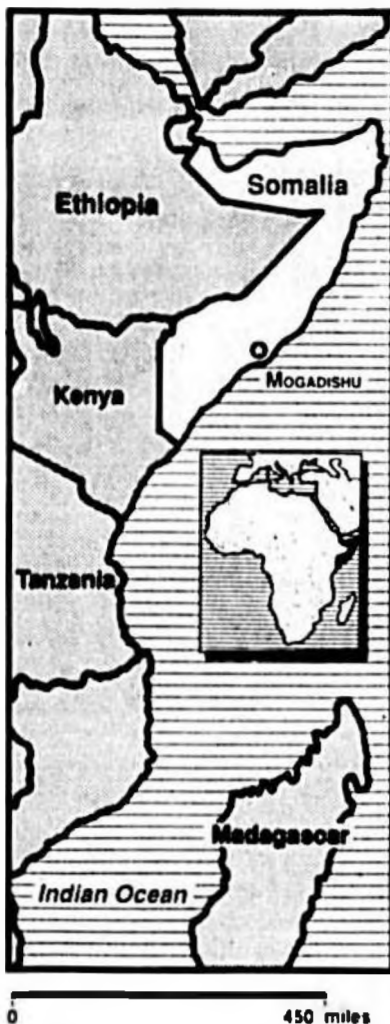 Somalia
Ethiopia
MOGADISHU
Kenya
Tanzania
Madagascar
Indian Ocean
0 450 miles